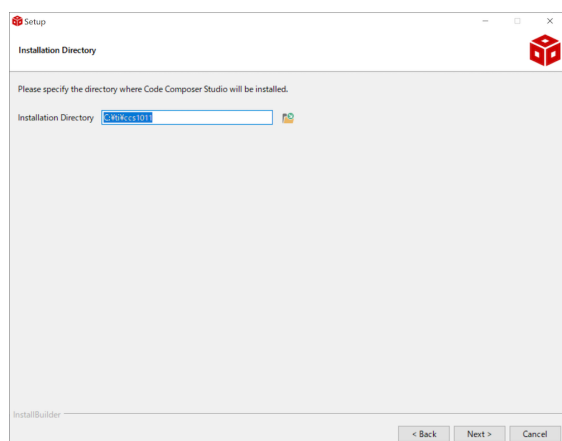 Setup
Installation Directory
Please specify the directory where Code Composer Studio will be installed.
Installation Directory C:¥ti¥ccs1011
InstallBuilder
< Back Next > Cancel